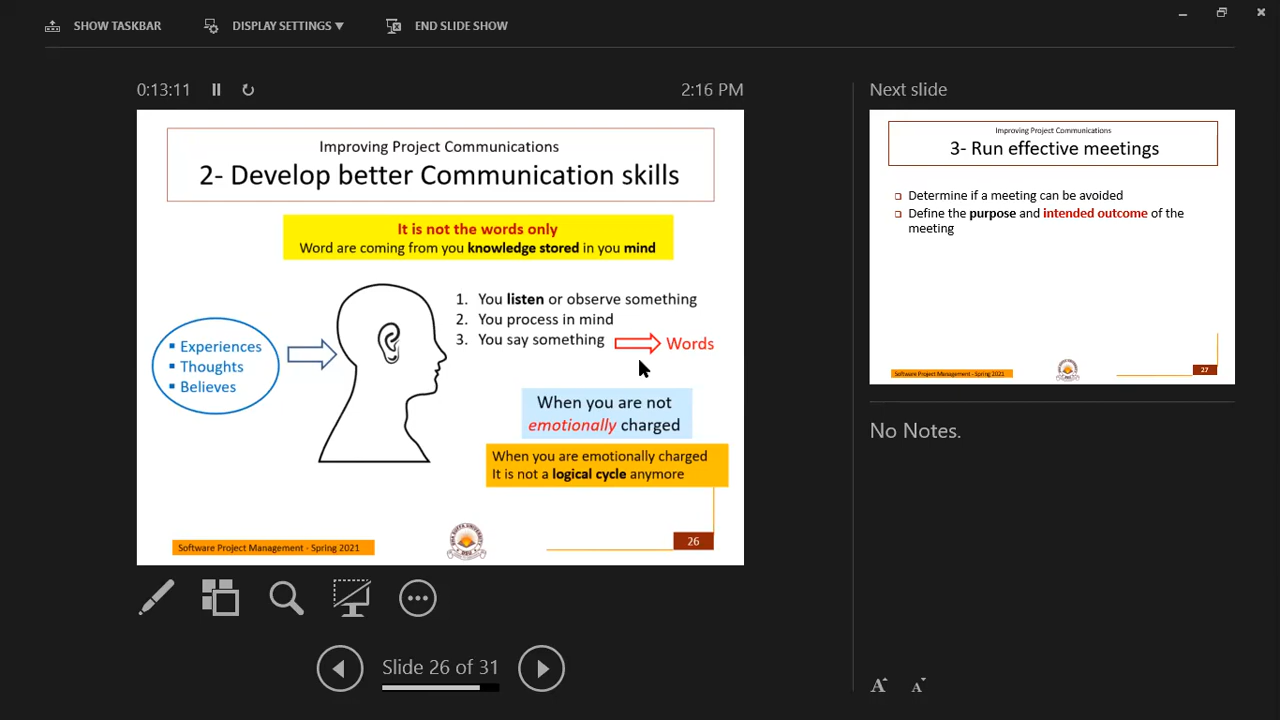 SHOW TASKBAR
DISPLAY SETTINGS ▼
END SLIDE SHOW
0:13:11
2:16 PM
Improving Project Communications
2- Develop better Communication skills
It is not the words only
Word are coming from you knowledge stored in you mind
▪ Experiences
▪ Thoughts
▪ Believes
1. You listen or observe something
2. You process in mind
3. You say something
Words
When you are not
emotionally charged
When you are emotionally charged
It is not a logical cycle anymore
Software Project Management - Spring 2021
26
Slide 26 of 31
Next slide
Improving Project Communications
3- Run effective meetings
❑ Determine if a meeting can be avoided
❑ Define the purpose and intended outcome of the
meeting
Software Project Management - Spring 2021
27
No Notes.
A
A